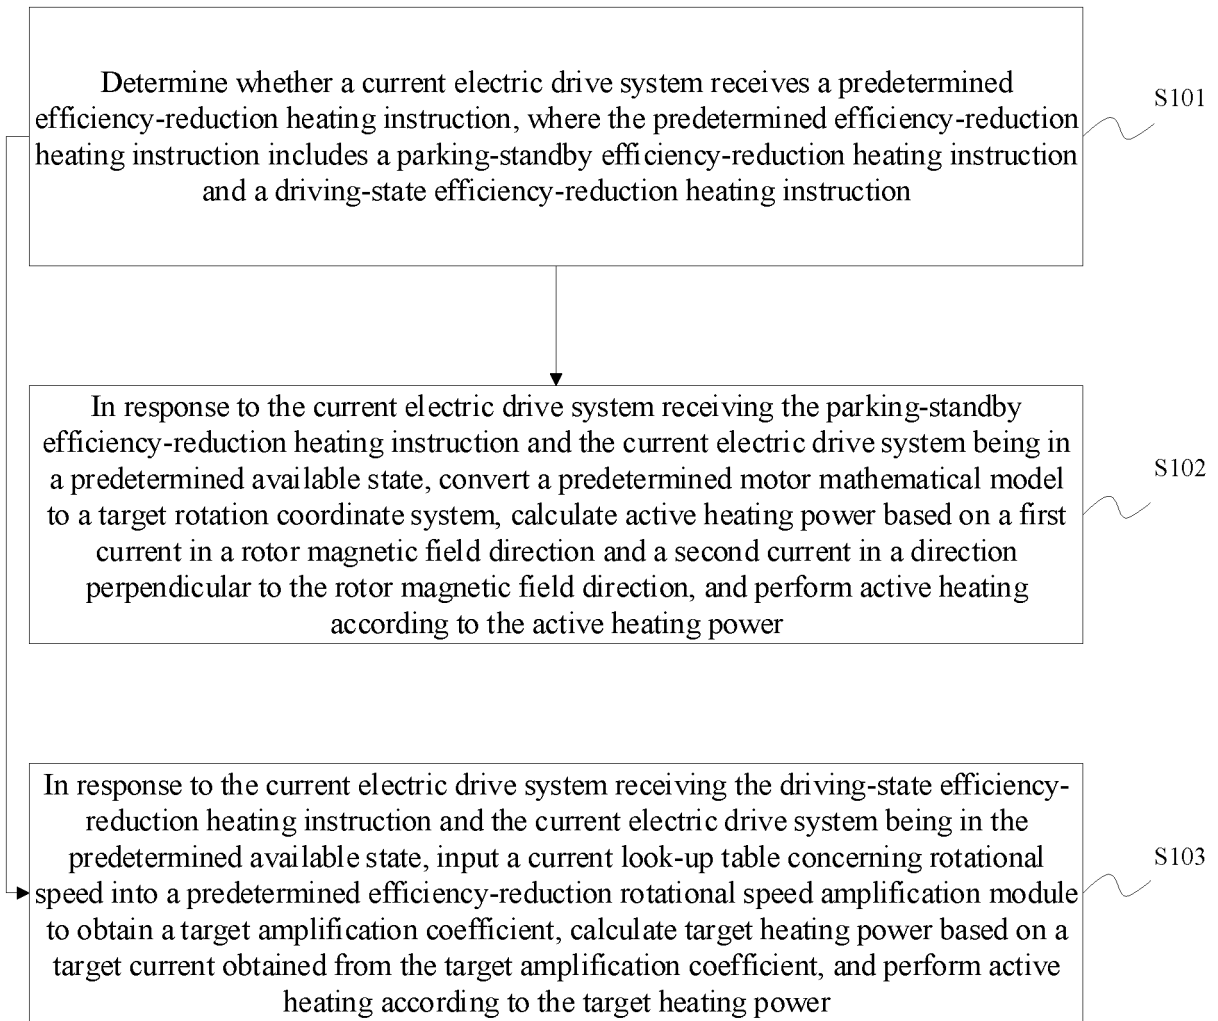 Determine whether a current electric drive system receives a predetermined
efficiency-reduction heating instruction, where the predetermined efficiency-reduction
heating instruction includes a parking-standby efficiency-reduction heating instruction
and a driving-state efficiency-reduction heating instruction
S101
In response to the current electric drive system receiving the parking-standby
efficiency-reduction heating instruction and the current electric drive system being in
a predetermined available state, convert a predetermined motor mathematical model
to a target rotation coordinate system, calculate active heating power based on a first
current in a rotor magnetic field direction and a second current in a direction
perpendicular to the rotor magnetic field direction, and perform active heating
according to the active heating power
S102
In response to the current electric drive system receiving the driving-state efficiency-
reduction heating instruction and the current electric drive system being in the
predetermined available state, input a current look-up table concerning rotational
speed into a predetermined efficiency-reduction rotational speed amplification module
to obtain a target amplification coefficient, calculate target heating power based on a
target current obtained from the target amplification coefficient, and perform active
heating according to the target heating power
S103